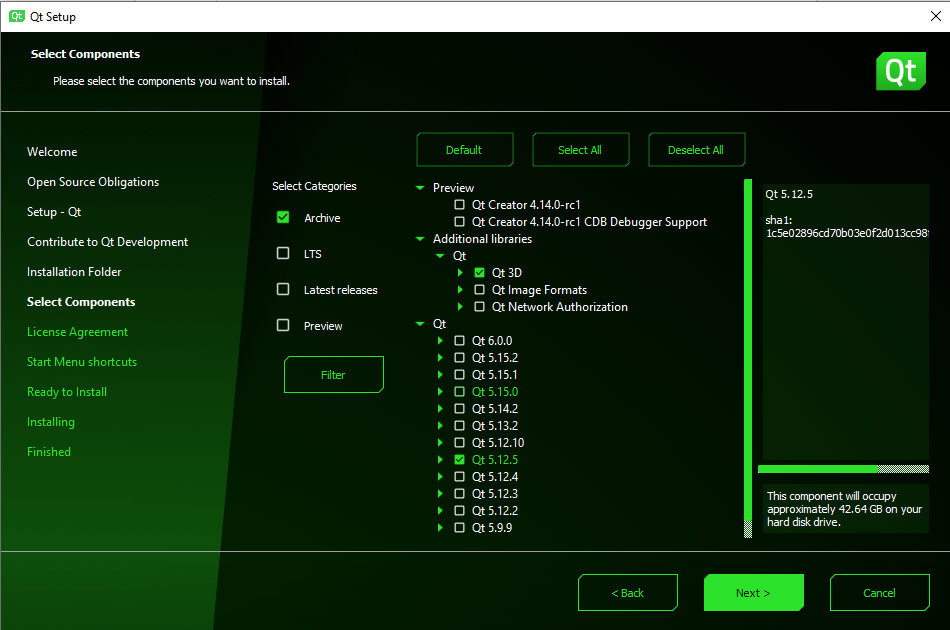 Qt Qt Setup
Select Components
Please select the components you want to install.
Qt
Welcome
Open Source Obligations
Setup - Qt
Contribute to Qt Development
Installation Folder
Select Components
License Agreement
Start Menu shortcuts
Ready to Install
Installing
Finished
Select Categories
Archive
LTS
Latest releases
Preview
Filter
Default Select All Deselect All
Preview
Qt Creator 4.14.0-rc1
Qt Creator 4.14.0-rc1 CDB Debugger Support
Additional libraries
Qt
Qt 3D
Qt Image Formats
Qt Network Authorization
Qt
Qt 6.0.0
Qt 5.15.2
Qt 5.15.1
Qt 5.15.0
Qt 5.14.2
Qt 5.13.2
Qt 5.12.10
Qt 5.12.5
Qt 5.12.4
Qt 5.12.3
Qt 5.12.2
Qt 5.9.9
Qt 5.12.5
sha1:
1c5e02896cd70b03e0f2d013cc98
This component will occupy
approximately 42.64 GB on your
hard disk drive.
< Back Next > Cancel